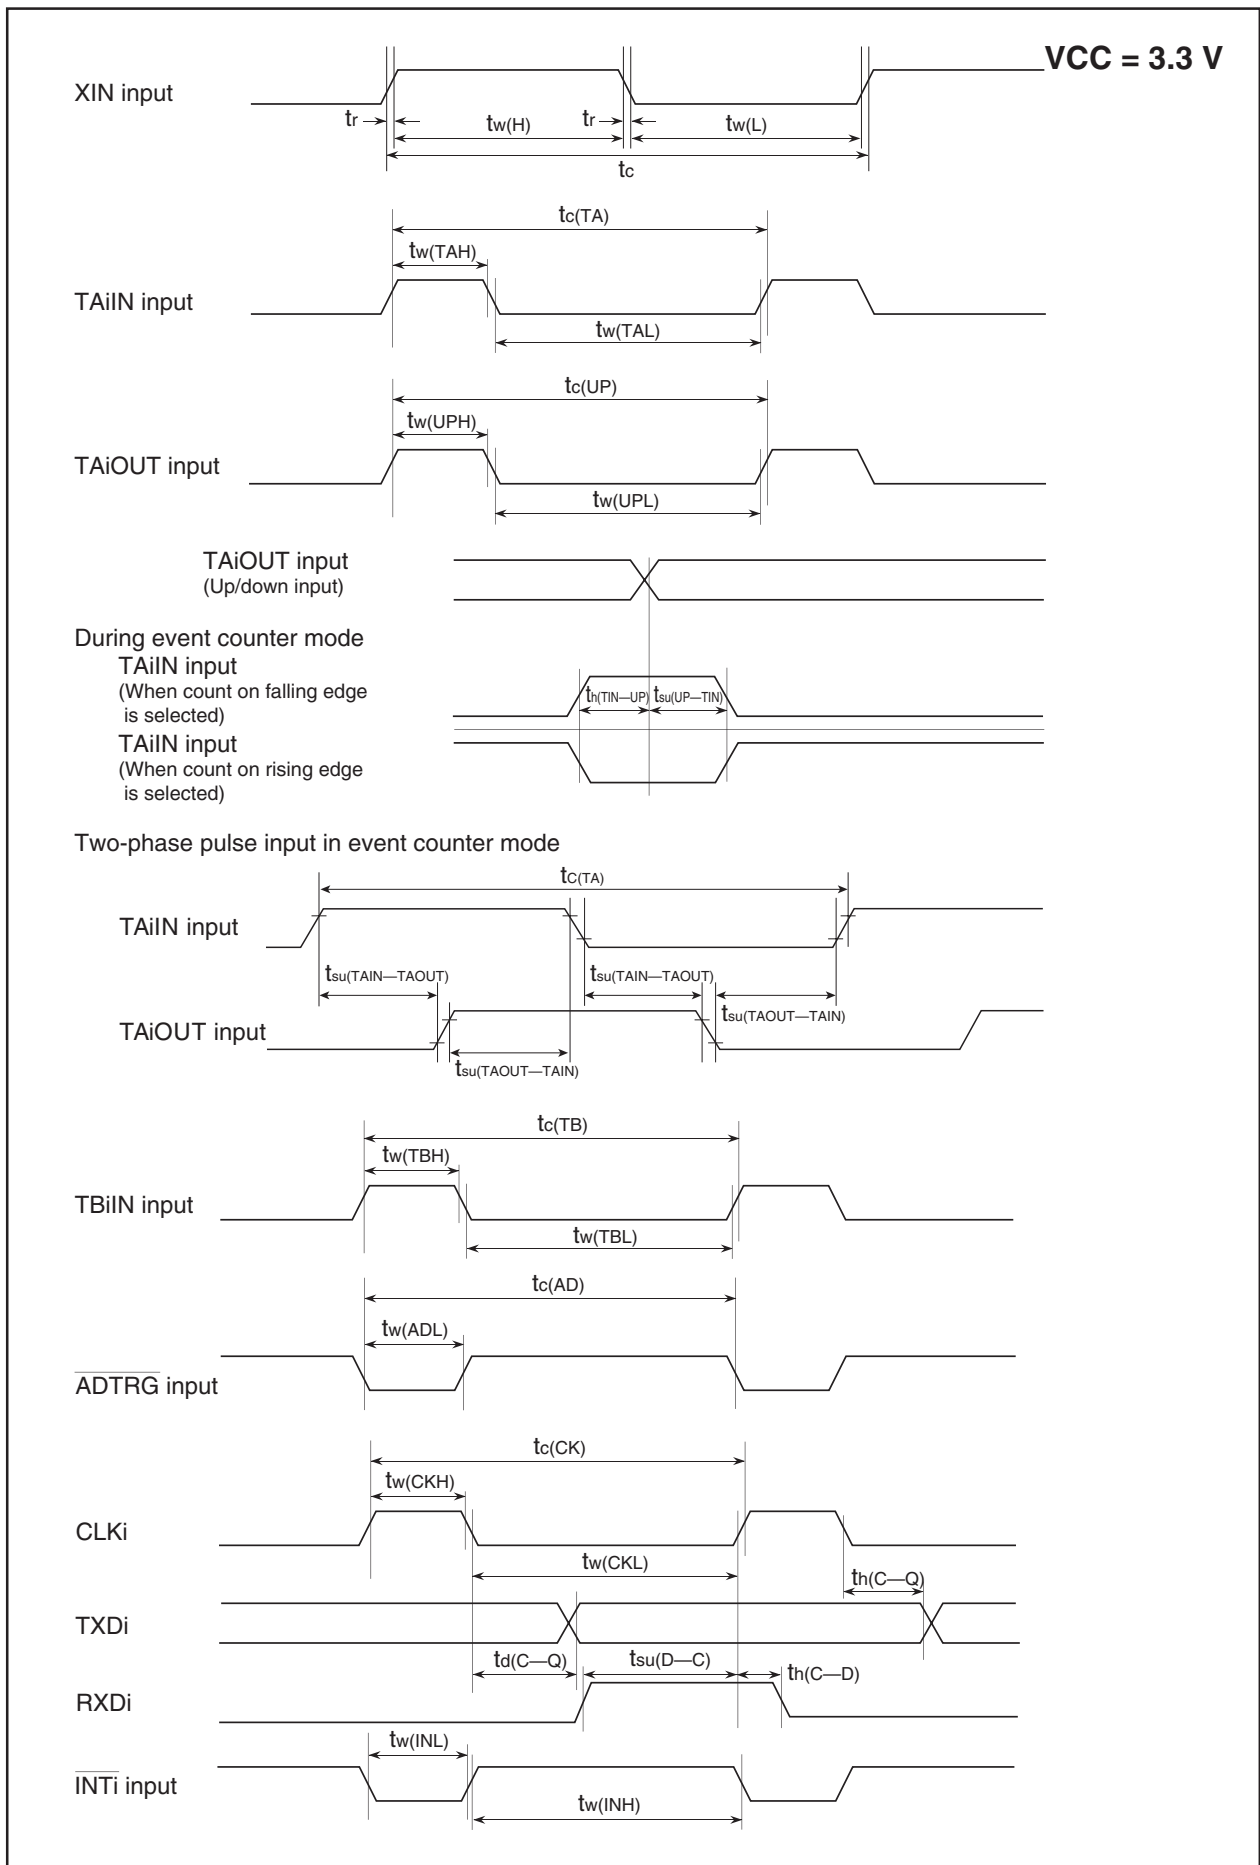 VCC = 3.3 V
XIN input
tr
tw(H)
tr
tw(L)
tc
tc(TA)
tw(TAH)
TAiIN input
tw(TAL)
tc(UP)
tw(UPH)
TAiOUT input
tw(UPL)
TAiOUT input
(Up/down input)
During event counter mode
TAiIN input
(When count on falling edge
is selected)
th(TIN—UP)
tsu(UP—TIN)
TAiIN input
(When count on rising edge
is selected)
Two-phase pulse input in event counter mode
tC(TA)
TAiIN input
tsu(TAIN—TAOUT)
tsu(TAIN—TAOUT)
tsu(TAOUT—TAIN)
TAiOUT input
tsu(TAOUT—TAIN)
tc(TB)
tw(TBH)
TBiIN input
tw(TBL)
tc(AD)
tw(ADL)
ADTRG input
tc(CK)
tw(CKH)
CLKi
tw(CKL)
th(C—Q)
TXDi
td(C—Q)
tsu(D—C)
th(C—D)
RXDi
tw(INL)
INTi input
tw(INH)